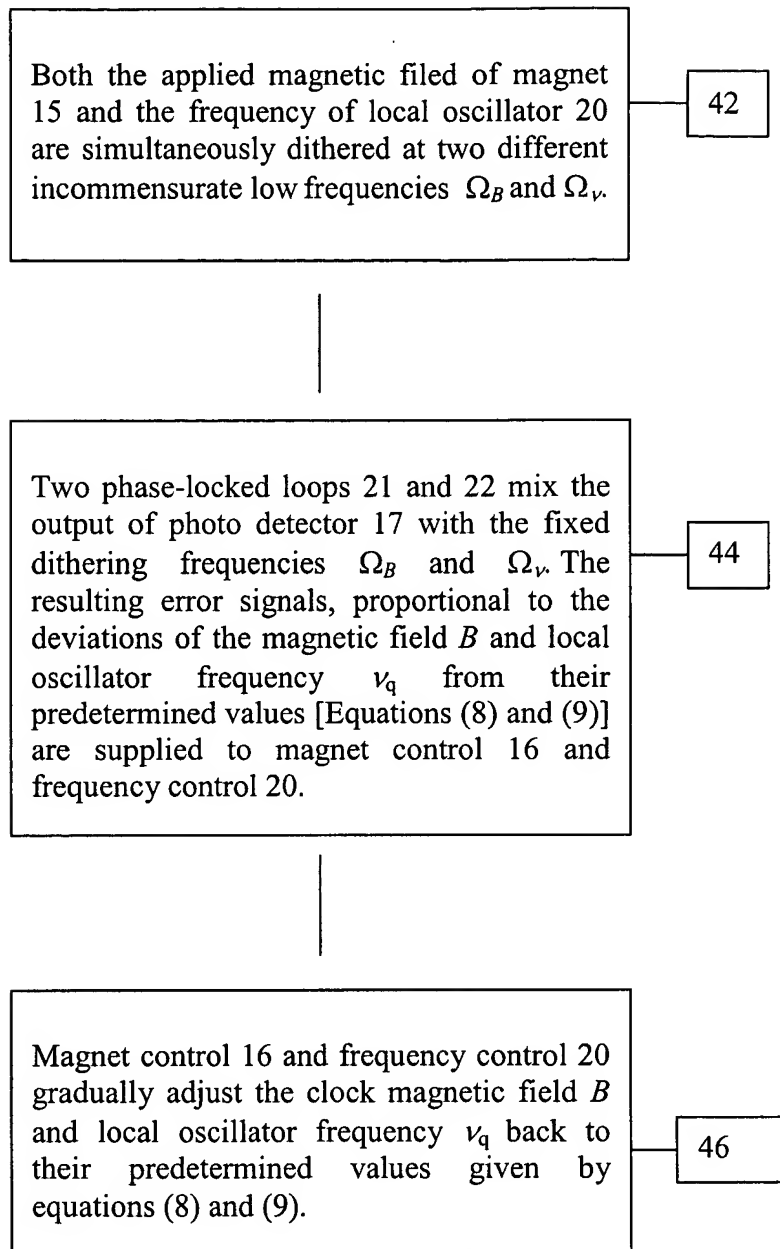 Both the applied magnetic filed of magnet
15 and the frequency of local oscillator 20
are simultaneously dithered at two different
incommensurate low frequencies Ω_B and Ω_ν.
42
Two phase-locked loops 21 and 22 mix the
output of photo detector 17 with the fixed
dithering frequencies Ω_B and Ω_ν. The
resulting error signals, proportional to the
deviations of the magnetic field B and local
oscillator frequency ν_q from their
predetermined values [Equations (8) and (9)]
are supplied to magnet control 16 and
frequency control 20.
44
Magnet control 16 and frequency control 20
gradually adjust the clock magnetic field B
and local oscillator frequency ν_q back to
their predetermined values given by
equations (8) and (9).
46